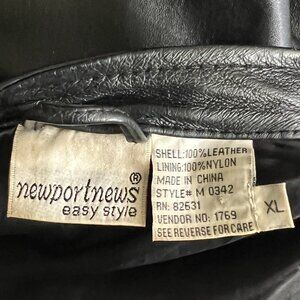 newportnews®
easy style
SHELL:100%LEATHER
LINING:100%NYLON
MADE IN CHINA
STYLE# M 0342
RN: 82631
VENDOR NO: 1769
SEE REVERSE FOR CARE
XL